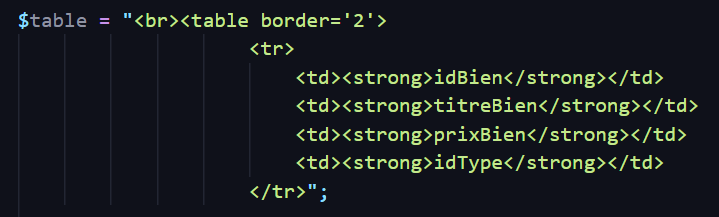 $table = "<br><table border='2'>
<tr>
<td><strong>idBien</strong></td>
<td><strong>titreBien</strong></td>
<td><strong>prixBien</strong></td>
<td><strong>idType</strong></td>
</tr>";